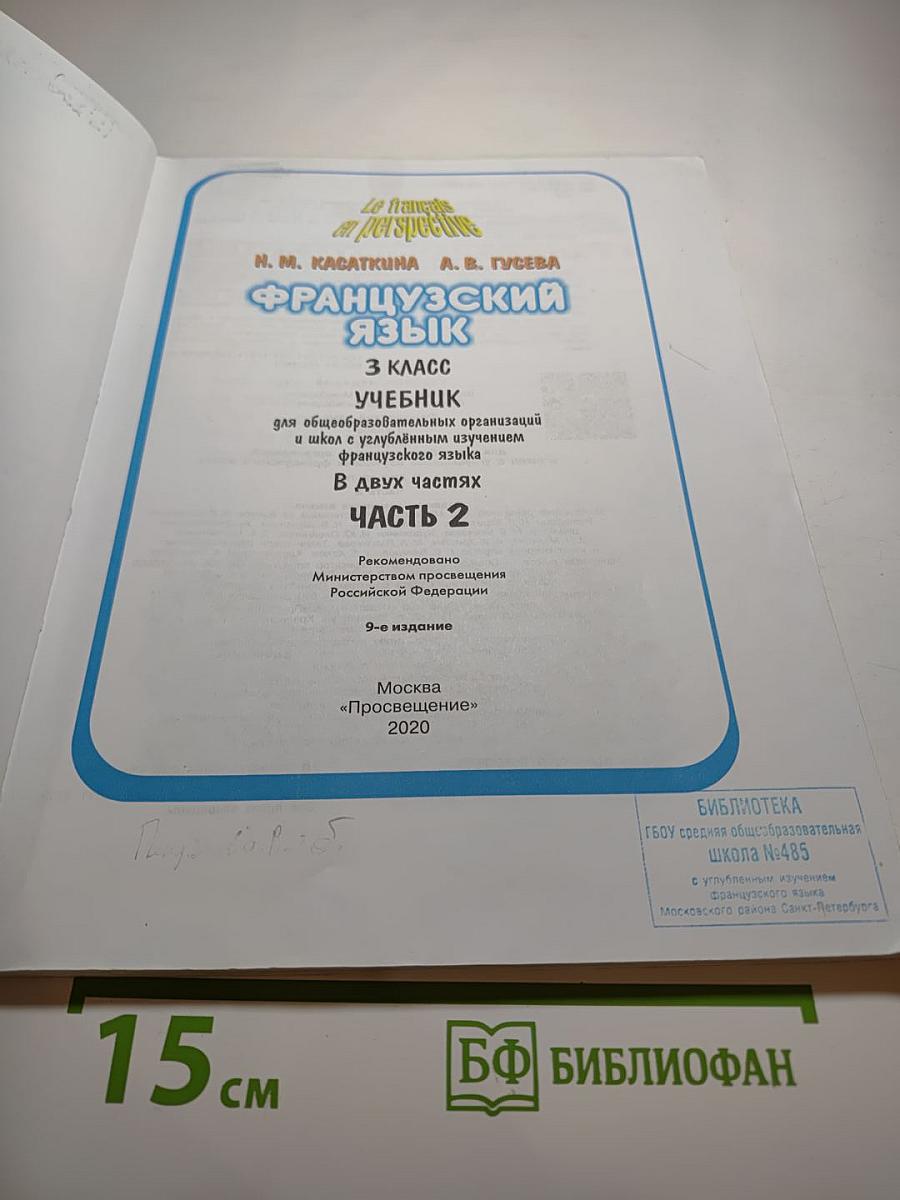 Le français
en perspective
Н. М. КАСАТКИНА А. В. ГУСЕВА
ФРАНЦУЗСКИЙ
ЯЗЫК
3 КЛАСС
УЧЕБНИК
для общеобразовательных организаций
и школ с углублённым изучением
французского языка
В двух частях
ЧАСТЬ 2
Рекомендовано
Министерством просвещения
Российской Федерации
9-е издание
Москва
«Просвещение»
2020
БИБЛИОТЕКА
ГБОУ средняя общеобразовательная
школа №485
с углубленным изучением
Французского языка
Московского района Санкт-Петербурга
15 см
БФ БИБЛИОФАН